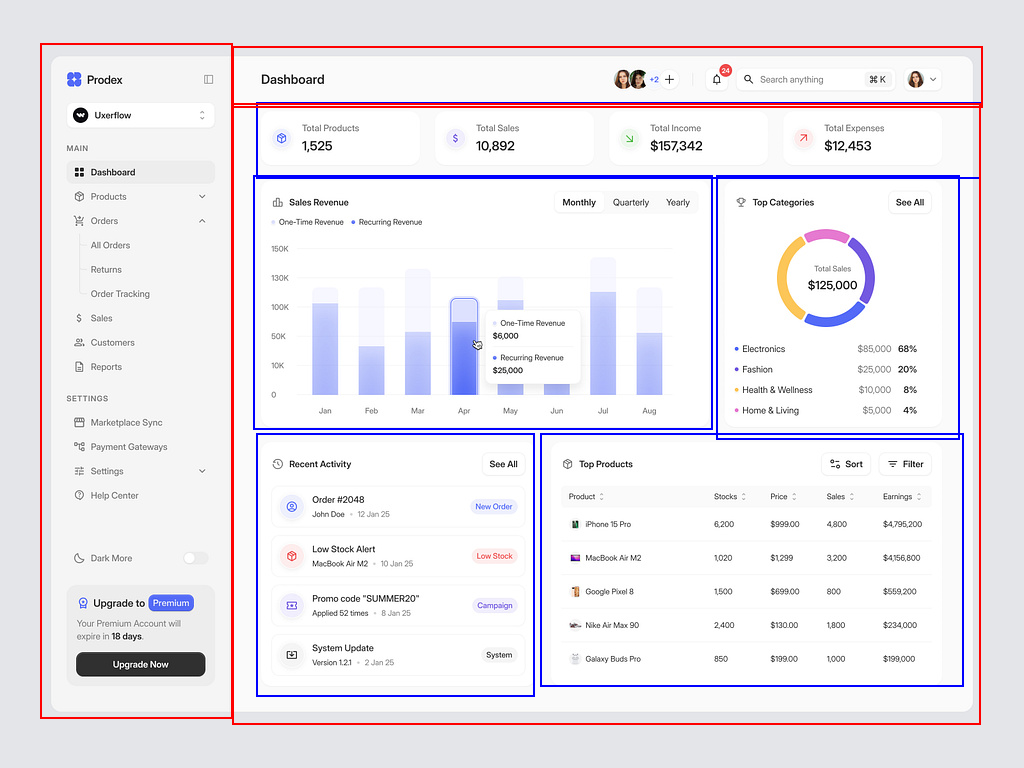 Prodex
Uxerflow
MAIN
Dashboard
Products
Orders
All Orders
Returns
Order Tracking
Sales
Customers
Reports
SETTINGS
Marketplace Sync
Payment Gateways
Settings
Help Center
Dark More
Upgrade to Premium
Your Premium Account will
expire in 18 days.
Upgrade Now
Dashboard
+2
24
Search anything
⌘ K
Total Products
1,525
Total Sales
10,892
Total Income
$157,342
Total Expenses
$12,453
Sales Revenue
Monthly Quarterly Yearly
One-Time Revenue Recurring Revenue
150K
130K
100K
50K
10K
0
Jan Feb Mar Apr May Jun Jul Aug
One-Time Revenue
$6,000
Recurring Revenue
$25,000
Top Categories
See All
Total Sales
$125,000
Electronics $85,000 68%
Fashion $25,000 20%
Health & Wellness $10,000 8%
Home & Living $5,000 4%
Recent Activity
See All
Order #2048
John Doe • 12 Jan 25
New Order
Low Stock Alert
MacBook Air M2 • 10 Jan 25
Low Stock
Promo code "SUMMER20"
Applied 52 times • 8 Jan 25
Campaign
System Update
Version 1.2.1 • 2 Jan 25
System
Top Products
Sort
Filter
Product Stocks Price Sales Earnings
iPhone 15 Pro 6,200 $999.00 4,800 $4,795,200
MacBook Air M2 1,020 $1,299 3,200 $4,156,800
Google Pixel 8 1,500 $699.00 800 $559,200
Nike Air Max 90 2,400 $130.00 1,800 $234,000
Galaxy Buds Pro 850 $199.00 1,000 $199,000